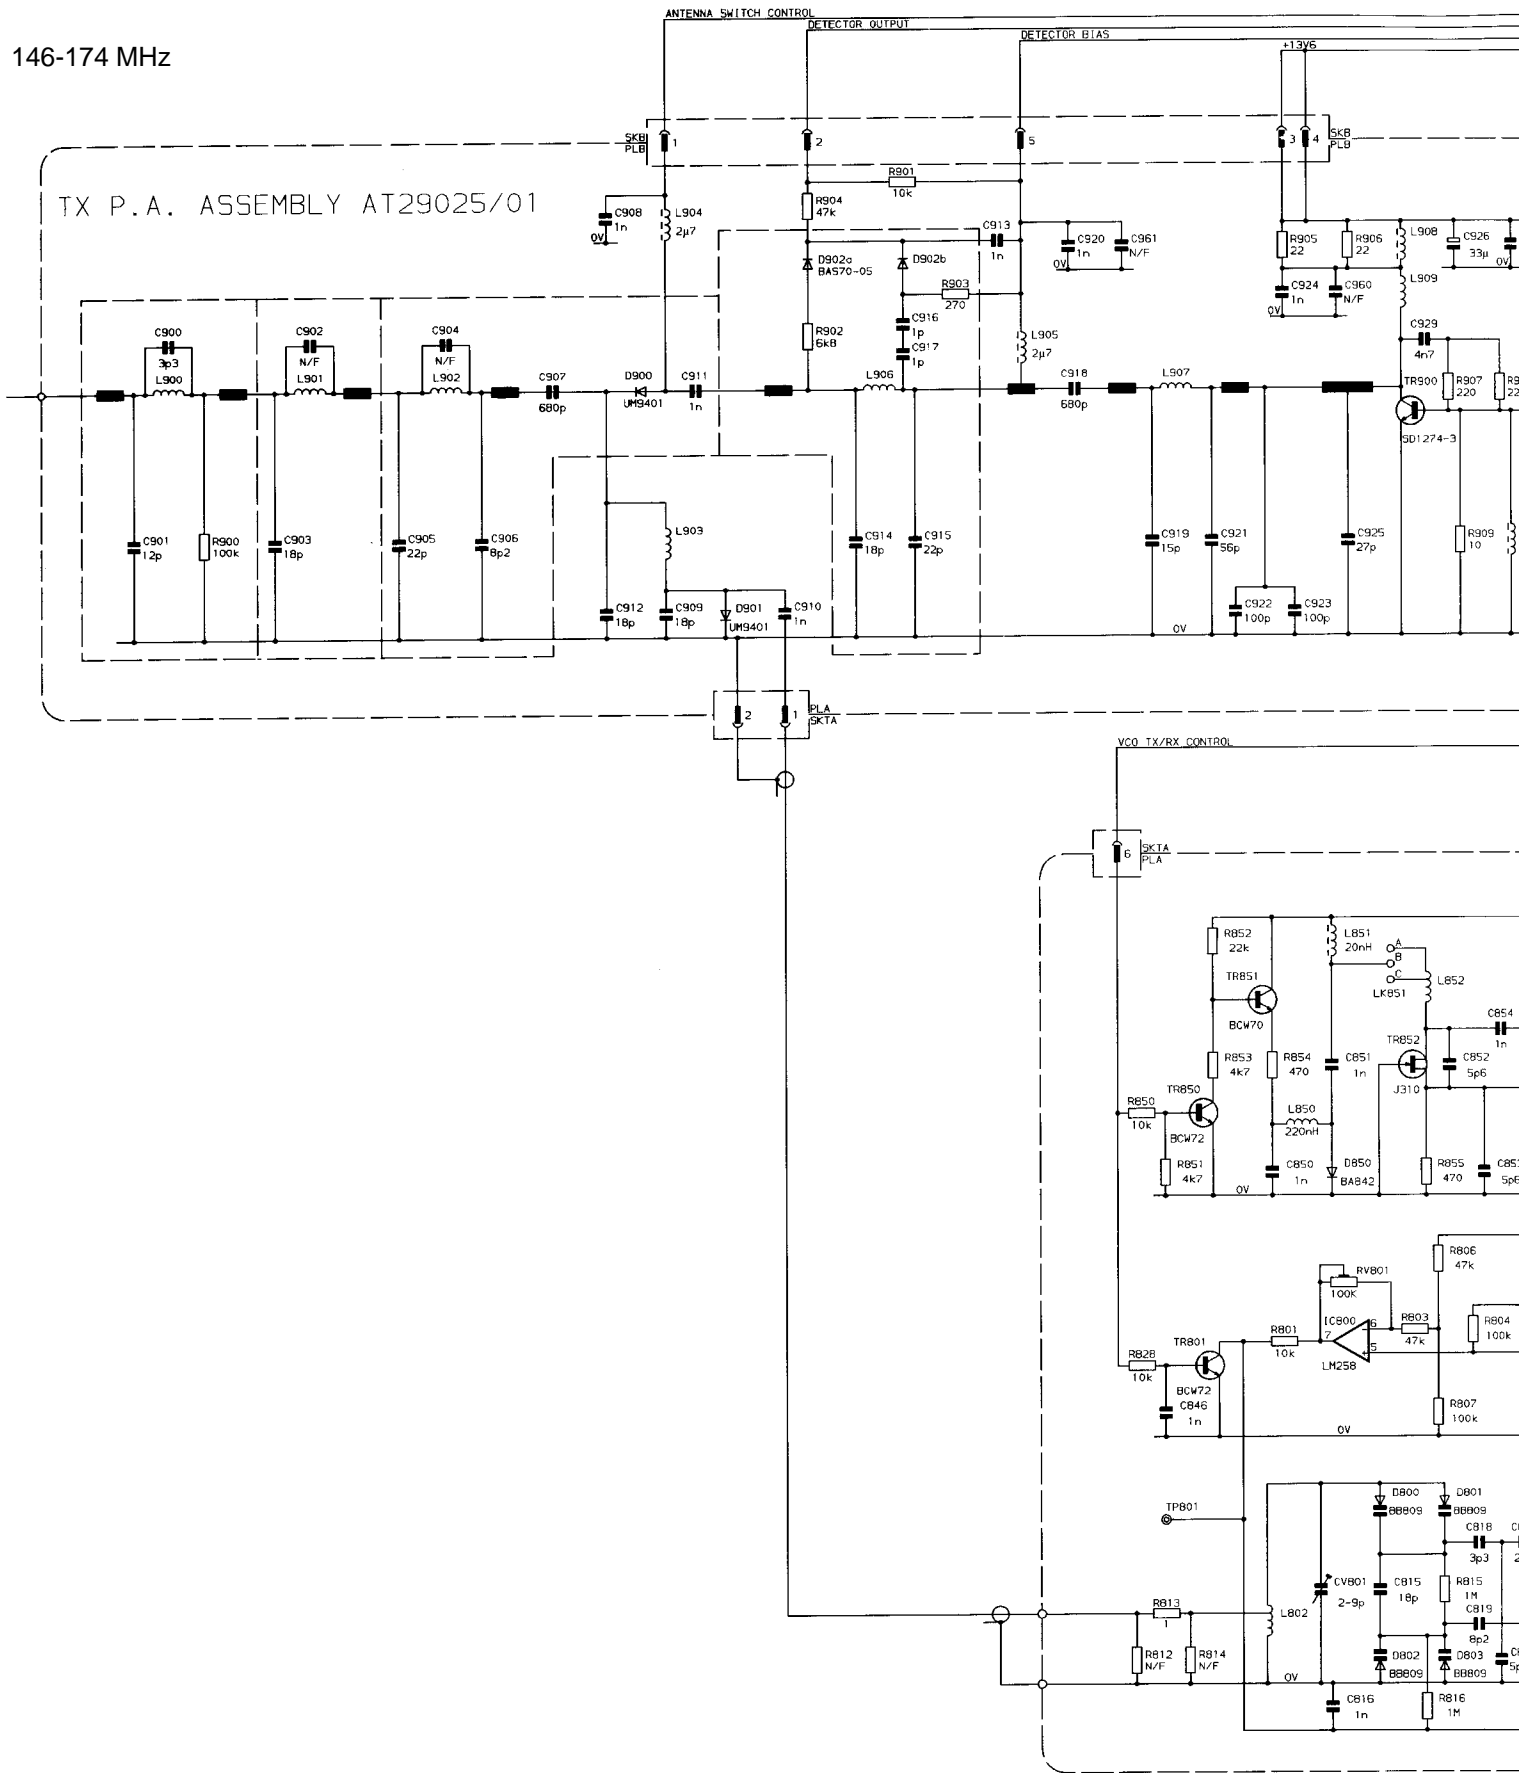 ANTENNA SWITCH CONTROL
DETECTOR OUTPUT
DETECTOR BIAS
+13V6
146-174 MHz
SKB
PLB
1
2
5
3
4
SKB
PLB
TX P.A. ASSEMBLY AT29025/01
R901
10k
R904
47k
C908
1n
0V
L904
2µ7
C913
1n
C920
1n
C961
N/F
0V
R905
22
R906
22
L908
C926
33µ
0V
D902a
BAS70-05
D902b
R903
270
C924
1n
C960
N/F
0V
L909
C900
3p3
L900
C902
N/F
L901
C904
N/F
L902
R902
6k8
C916
1p
C917
1p
L905
2µ7
C929
4n7
C907
680p
D900
UM9401
C911
1n
L906
C918
680p
L907
TR900
R907
220
R9
22
SD1274-3
C901
12p
R900
100k
C903
18p
C905
22p
C906
8p2
L903
C914
18p
C915
22p
C919
15p
C921
56p
C925
27p
R909
10
C912
18p
C909
18p
D901
UM9401
C910
1n
C922
100p
C923
100p
0V
2
1
PLA
SKTA
VCO TX/RX CONTROL
6
SKTA
PLA
R852
22k
L851
20nH
A
B
C
LK851
L852
TR851
BCW70
C854
1n
R853
4k7
R854
470
C851
1n
TR852
J310
C852
5p6
TR850
BCW72
R850
10k
L850
220nH
R851
4k7
C850
1n
D850
BA842
R855
470
C853
5p6
0V
R806
47k
RV801
100k
IC800
7
6
5
LM258
R803
47k
R804
100k
R801
10k
TR801
BCW72
R828
10k
C846
1n
R807
100k
0V
TP801
D800
BB809
D801
BB809
C818
3p3
CV801
2-9p
C815
18p
R815
1M
C819
8p2
R813
1
L802
R812
N/F
R814
N/F
D802
BB809
D803
BB809
5p
0V
C816
1n
R816
1M